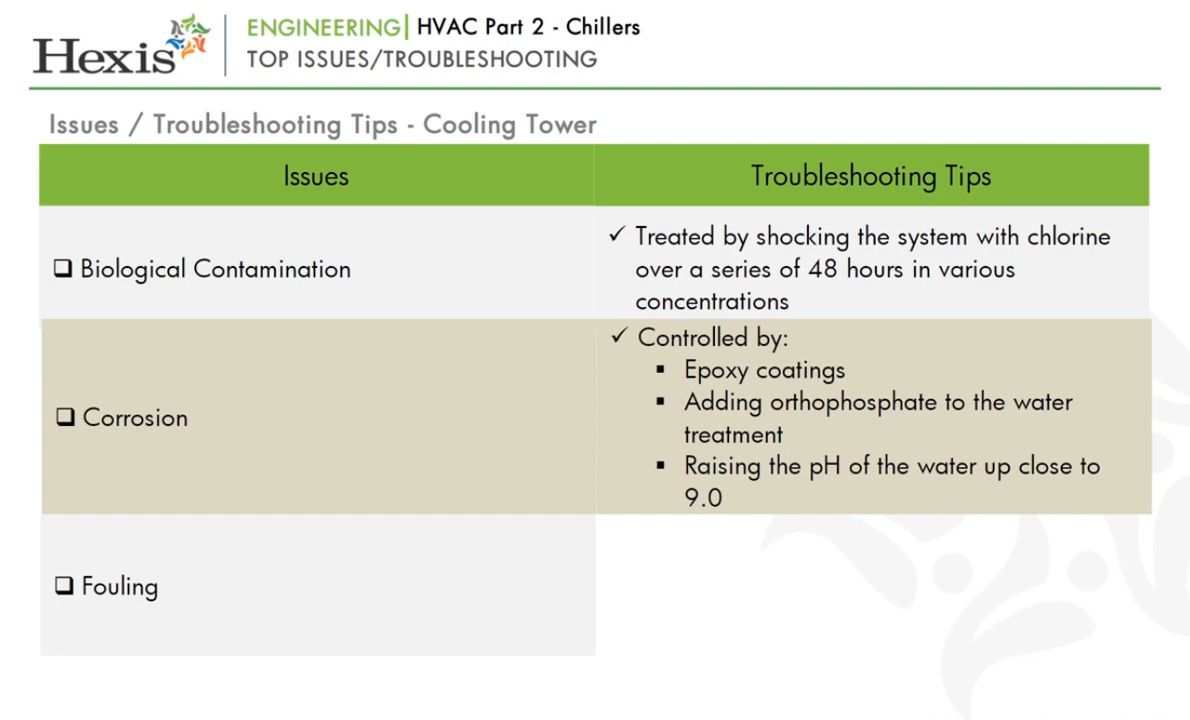 Hexis
ENGINEERING| HVAC Part 2 - Chillers
TOP ISSUES/TROUBLESHOOTING
Issues / Troubleshooting Tips - Cooling Tower
Issues
Troubleshooting Tips
❑ Biological Contamination
✓ Treated by shocking the system with chlorine
over a series of 48 hours in various
concentrations
❑ Corrosion
✓ Controlled by:
▪ Epoxy coatings
▪ Adding orthophosphate to the water
treatment
▪ Raising the pH of the water up close to
9.0
❑ Fouling